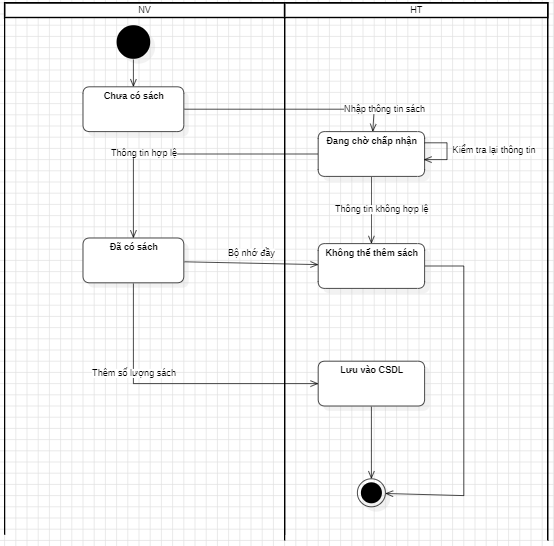 NV
HT
Chưa có sách
Nhập thông tin sách
Đang chờ chấp nhận
Kiểm tra lại thông tin
Thông tin hợp lệ
Thông tin không hợp lệ
Đã có sách
Bộ nhớ đầy
Không thể thêm sách
Thêm số lượng sách
Lưu vào CSDL